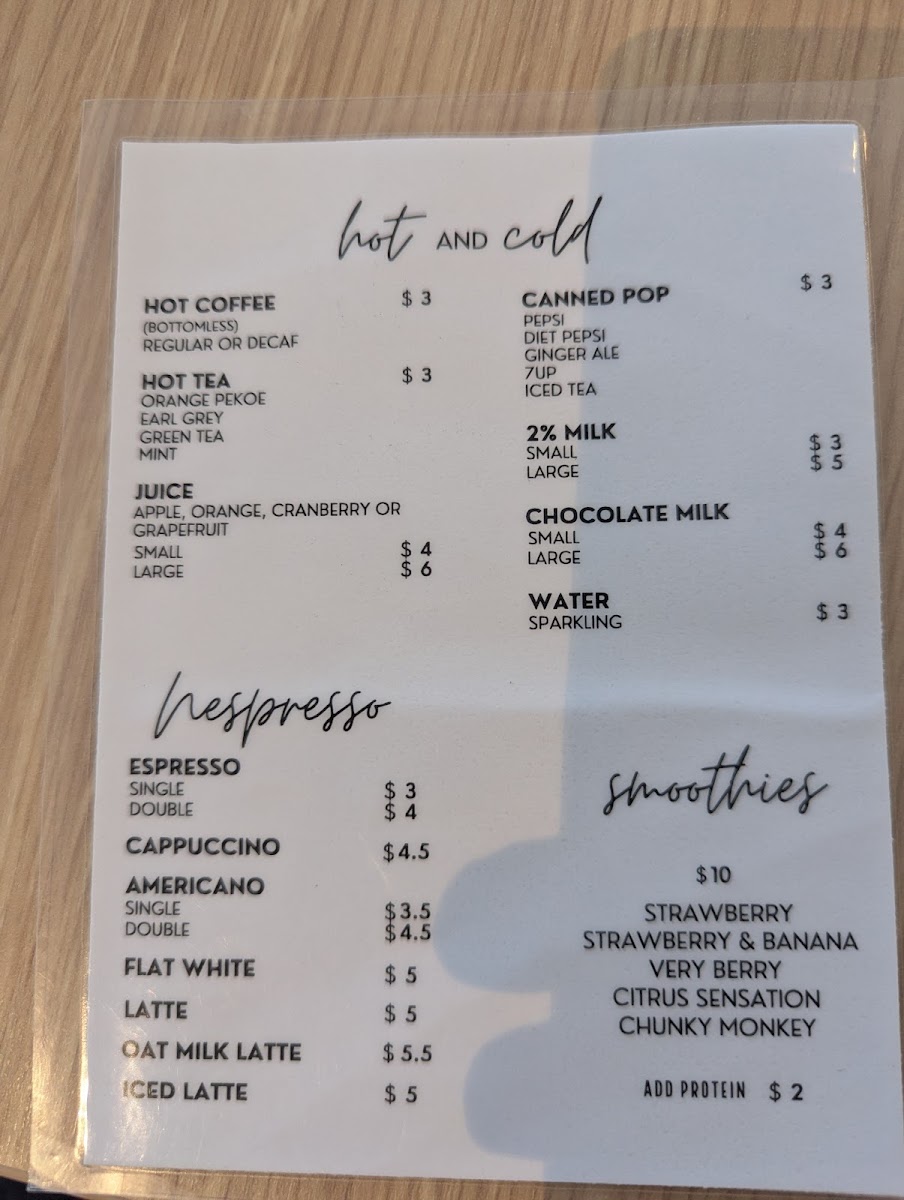 hot AND cold
HOT COFFEE $ 3
(BOTTOMLESS)
REGULAR OR DECAF
HOT TEA $ 3
ORANGE PEKOE
EARL GREY
GREEN TEA
MINT
JUICE
APPLE, ORANGE, CRANBERRY OR
GRAPEFRUIT
SMALL $ 4
LARGE $ 6
CANNED POP $ 3
PEPSI
DIET PEPSI
GINGER ALE
7UP
ICED TEA
2% MILK
SMALL $ 3
LARGE $ 5
CHOCOLATE MILK
SMALL $ 4
LARGE $ 6
WATER
SPARKLING $ 3
nespresso
ESPRESSO
SINGLE $ 3
DOUBLE $ 4
CAPPUCCINO $4.5
AMERICANO
SINGLE $3.5
DOUBLE $4.5
FLAT WHITE $ 5
LATTE $ 5
OAT MILK LATTE $5.5
ICED LATTE $ 5
smoothies
$10
STRAWBERRY
STRAWBERRY & BANANA
VERY BERRY
CITRUS SENSATION
CHUNKY MONKEY
ADD PROTEIN $ 2